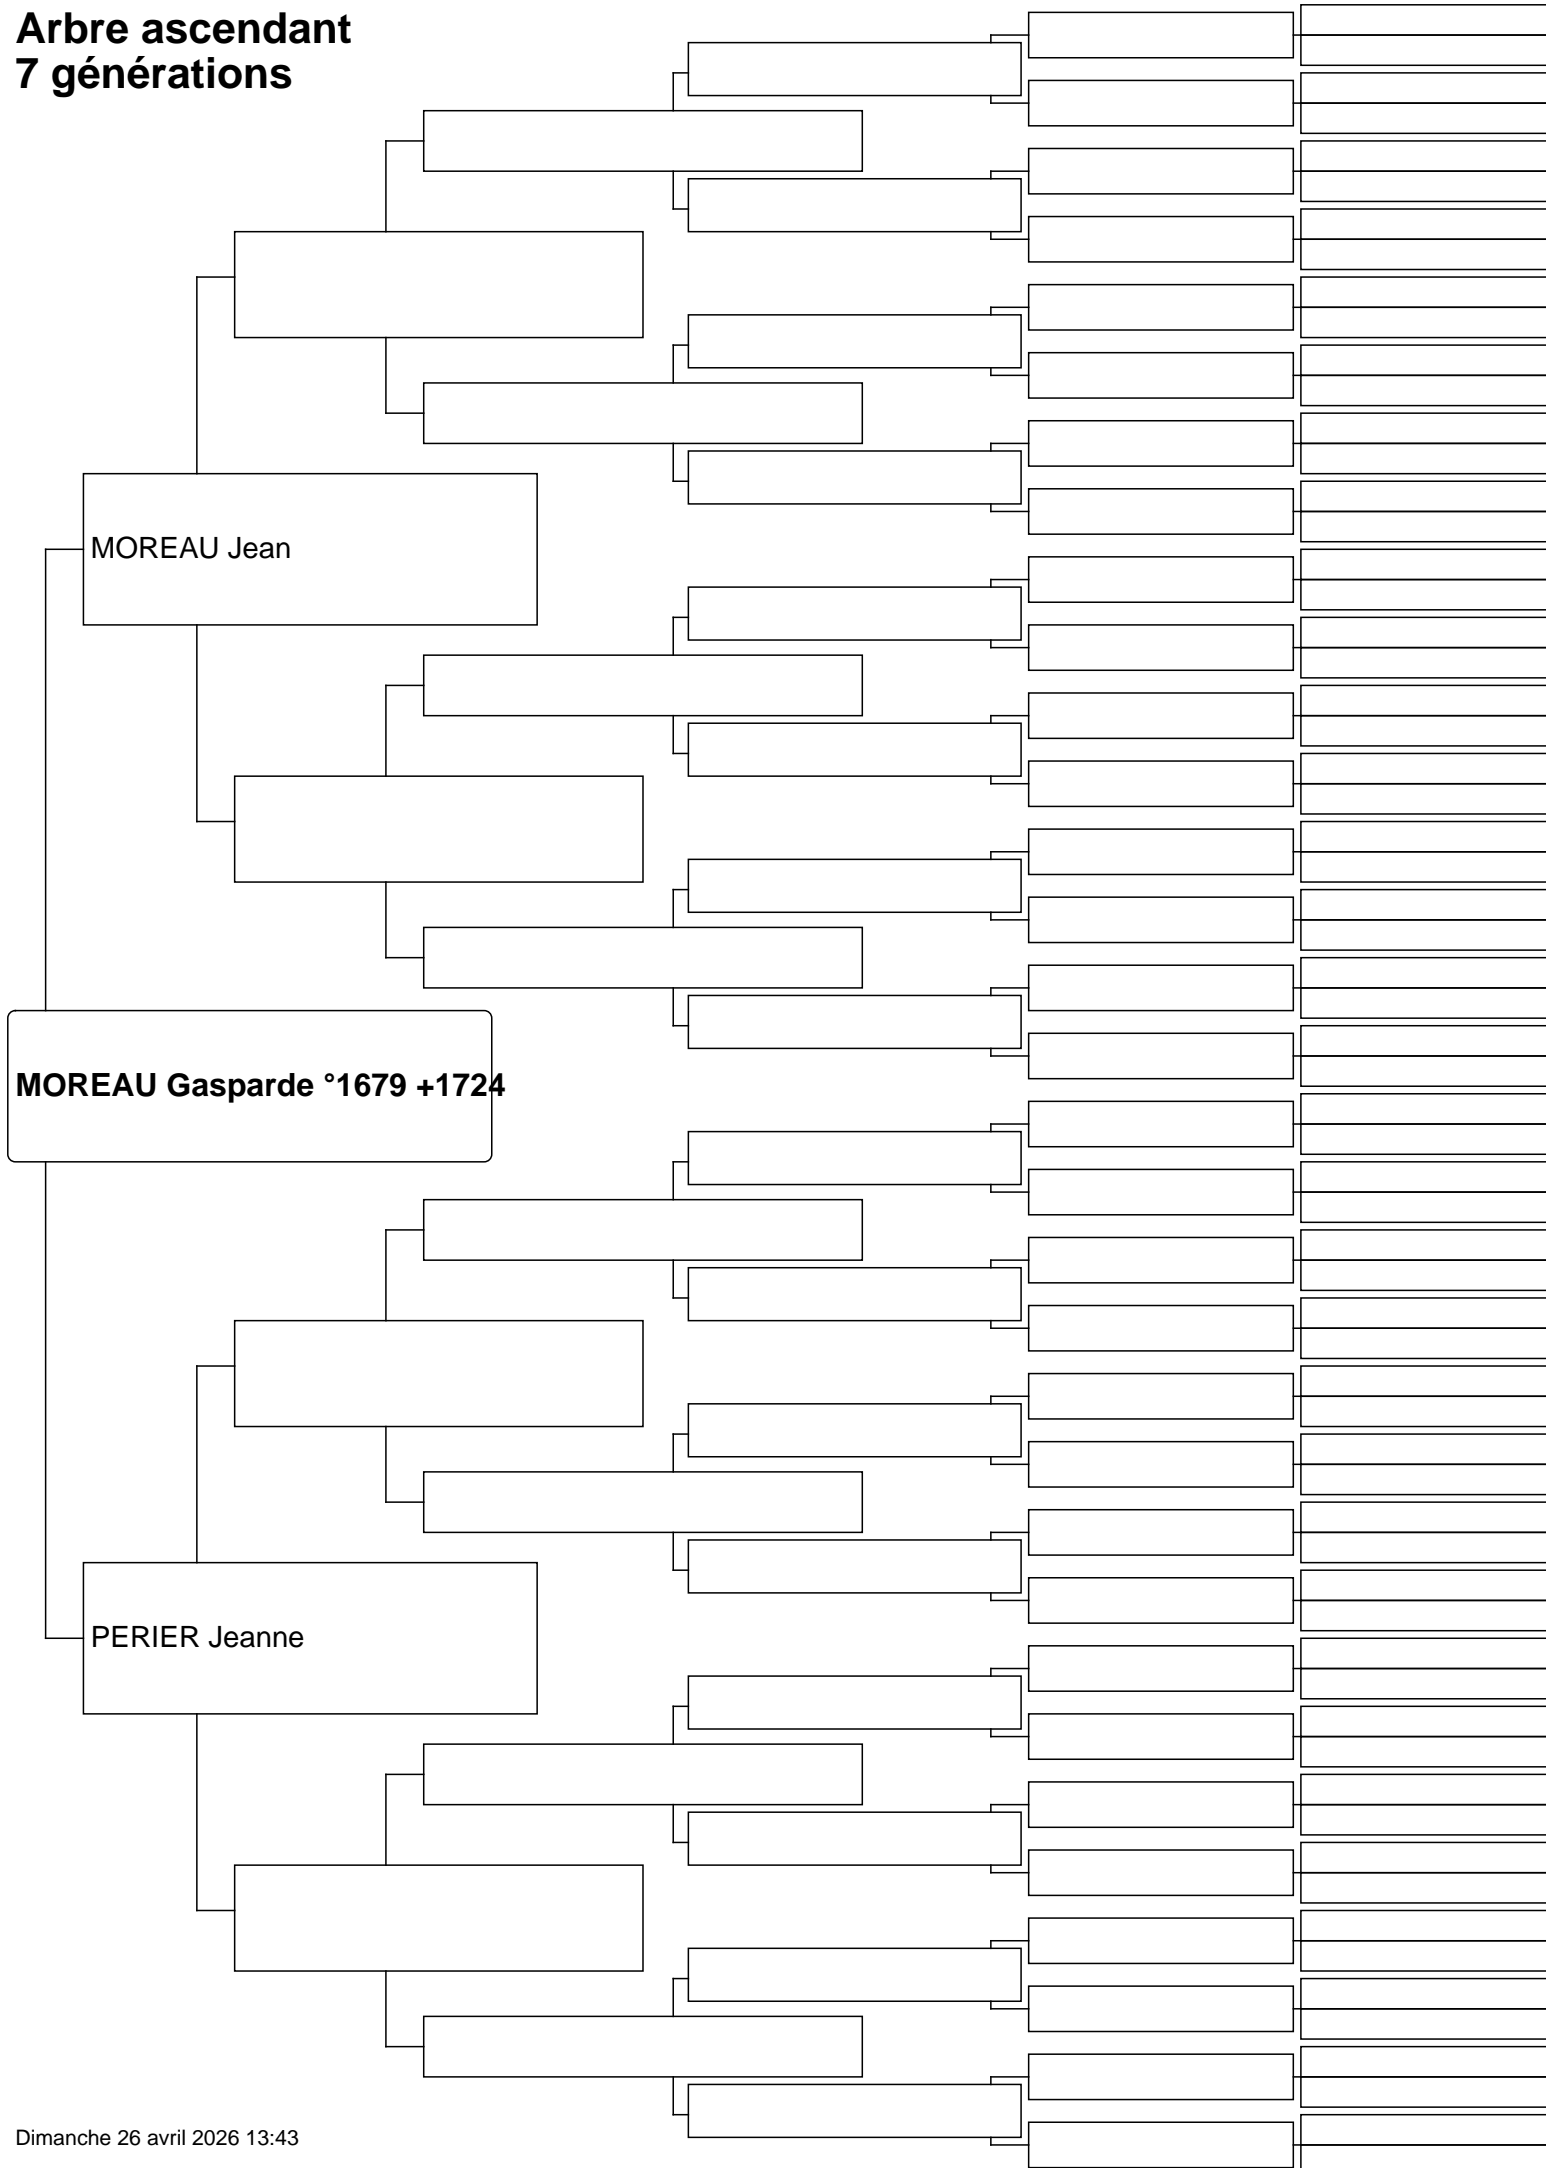 Arbre ascendant
7 générations
MOREAU Jean
MOREAU Gasparde °1679 +1724
PERIER Jeanne
Dimanche 26 avril 2026 13:43